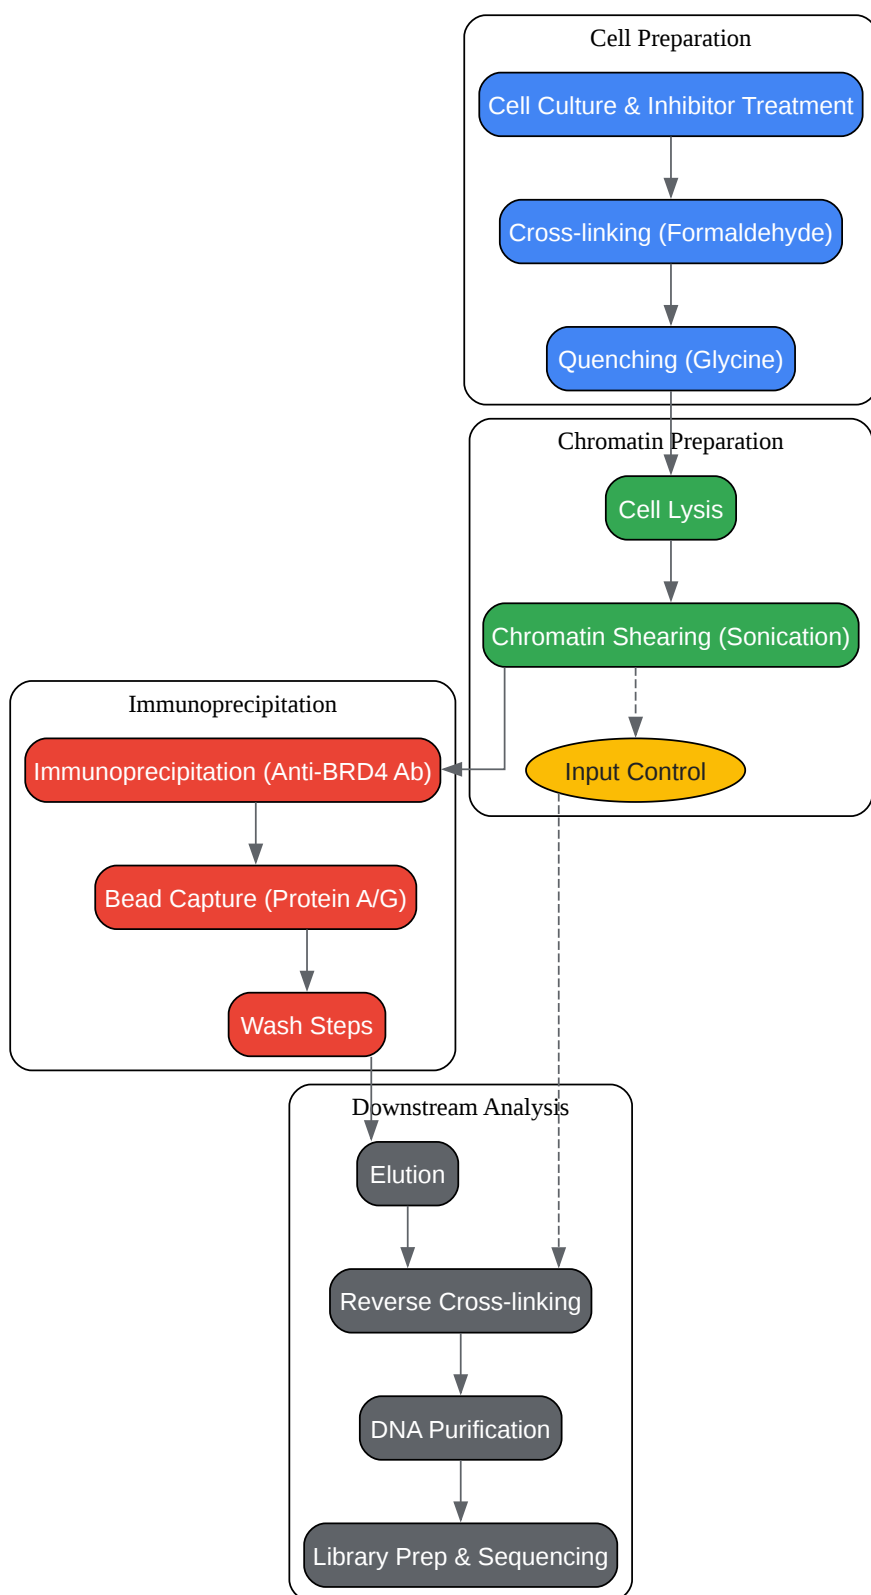 Cell Preparation
Cell Culture & Inhibitor Treatment
Cross-linking (Formaldehyde)
Quenching (Glycine)
Chromatin Preparation
Cell Lysis
Chromatin Shearing (Sonication)
Input Control
Immunoprecipitation
Immunoprecipitation (Anti-BRD4 Ab)
Bead Capture (Protein A/G)
Wash Steps
Downstream Analysis
Elution
Reverse Cross-linking
DNA Purification
Library Prep & Sequencing